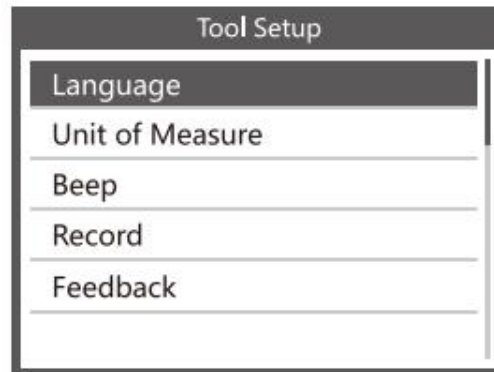 Tool Setup
Language
Unit of Measure
Beep
Record
Feedback